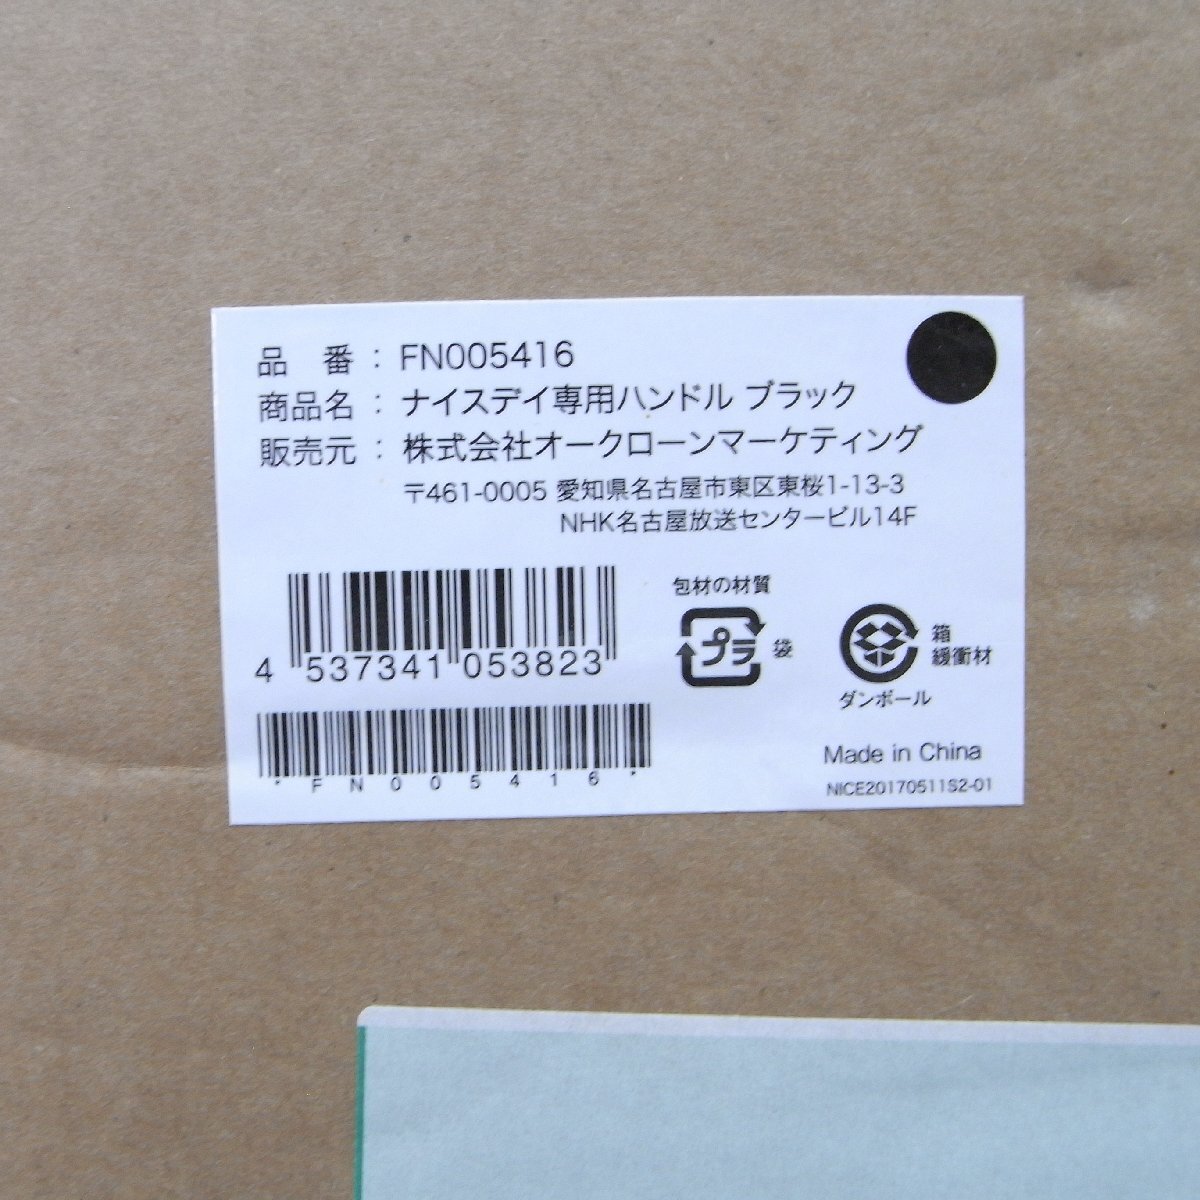 品 番 : FN005416
商品名 : ナイスデイ専用ハンドル ブラック
販売元 : 株式会社オークローンマーケティング
〒461-0005 愛知県名古屋市東区東桜1-13-3
NHK名古屋放送センタービル14F
4 537341 053823
*FN005416*
包材の材質
プラ 袋
箱
緩衝材
ダンボール
Made in China
NICE20170511S2-01